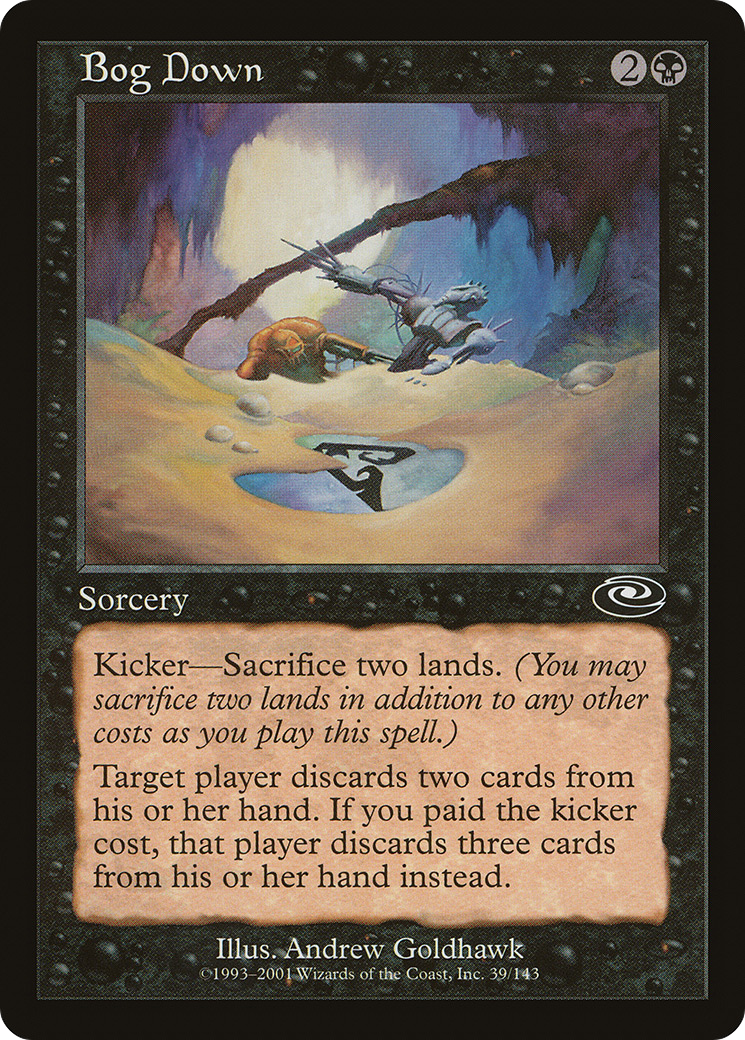 Bog Down
2
Sorcery
Kicker—Sacrifice two lands. (You may
sacrifice two lands in addition to any other
costs as you play this spell.)
Target player discards two cards from
his or her hand. If you paid the kicker
cost, that player discards three cards
from his or her hand instead.
Illus. Andrew Goldhawk
©1993–2001 Wizards of the Coast, Inc. 39/143